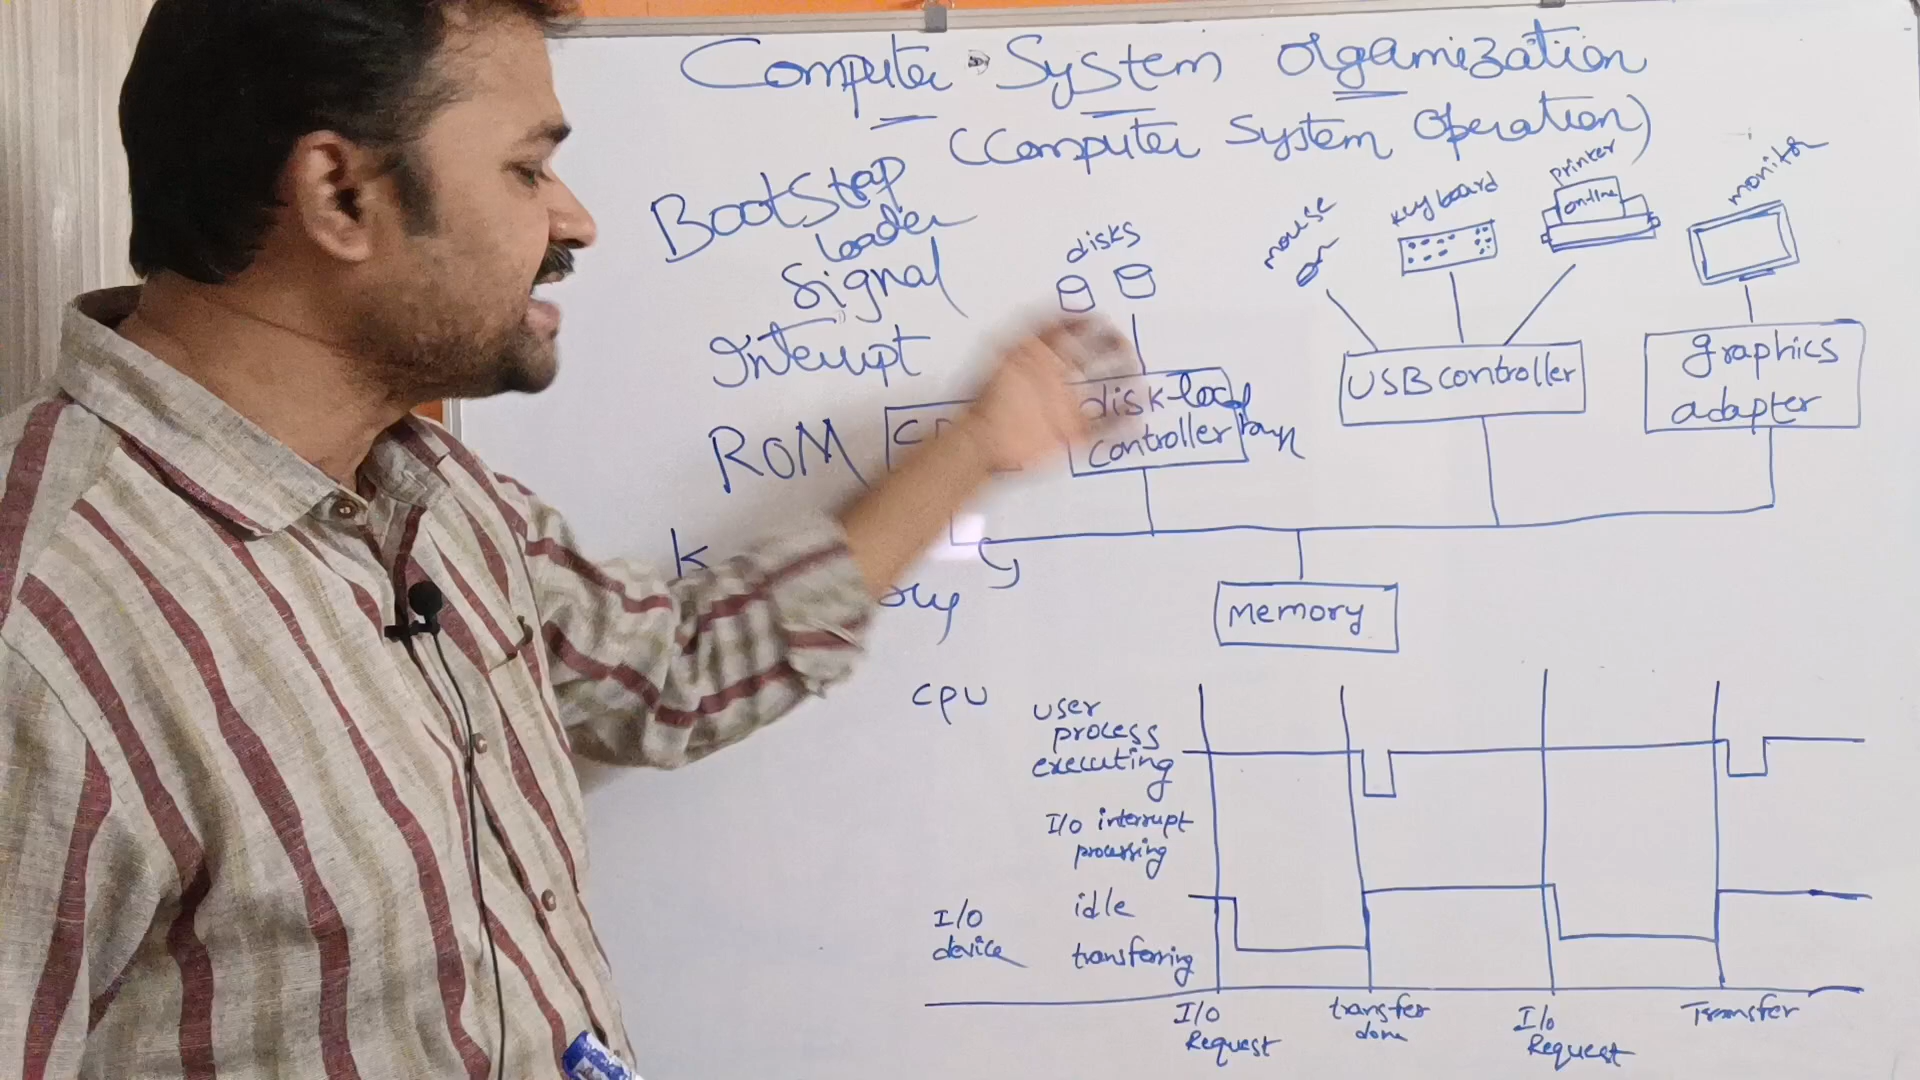 Computer System Organization
(Computer System Operation)
BootStrap
loader
Signal
Interrupt
ROM
k
disks
mouse
keyboard
printer
on-line
monitor
disk-loc
controller
USB controller
graphics
adapter
memory
CPU
user
process
executing
I/O interrupt
processing
I/O
device
idle
transferring
I/O
Request
transfer
done
I/O
Request
Transfer